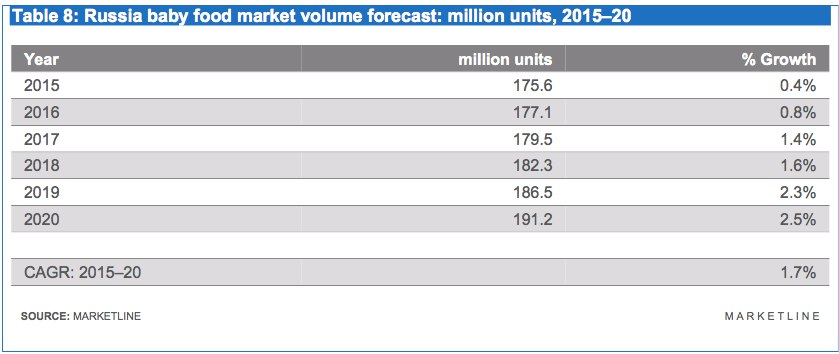 Table 8: Russia baby food market volume forecast: million units, 2015–20
Year million units % Growth
2015 175.6 0.4%
2016 177.1 0.8%
2017 179.5 1.4%
2018 182.3 1.6%
2019 186.5 2.3%
2020 191.2 2.5%
CAGR: 2015–20 1.7%
SOURCE: MARKETLINE MARKETLINE